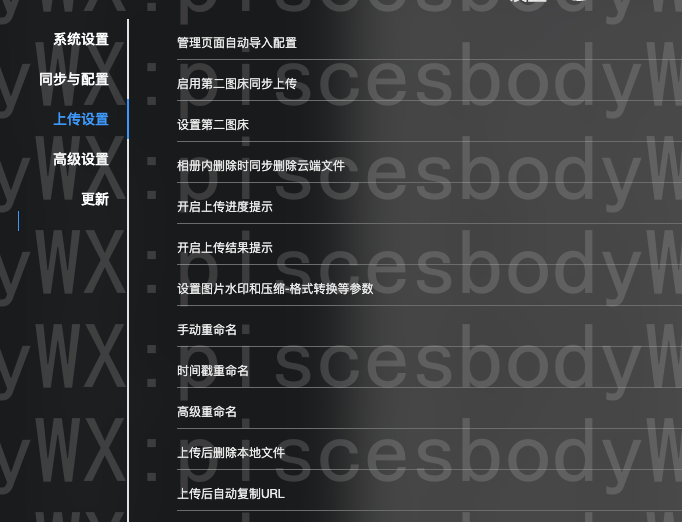 系统设置
同步与配置
上传设置
高级设置
更新
管理页面自动导入配置
启用第二图床同步上传
设置第二图床
相册内删除时同步删除云端文件
开启上传进度提示
开启上传结果提示
设置图片水印和压缩-格式转换等参数
手动重命名
时间戳重命名
高级重命名
上传后删除本地文件
上传后自动复制URL
yWX:piscesbodyW
yWX:piscesbodyW
yWX:piscesbodyW
yWX:piscesbodyW
yWX:piscesbodyW